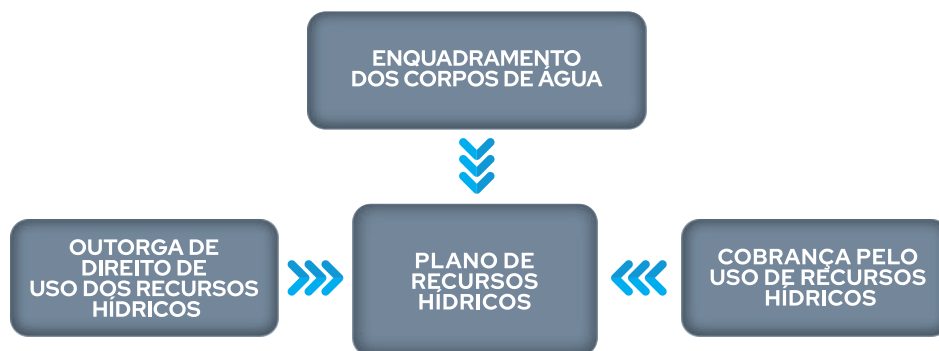 ENQUADRAMENTO
DOS CORPOS DE ÁGUA
OUTORGA DE
DIREITO DE
USO DOS RECURSOS
HÍDRICOS
PLANO DE
RECURSOS
HÍDRICOS
COBRANÇA PELO
USO DE RECURSOS
HÍDRICOS